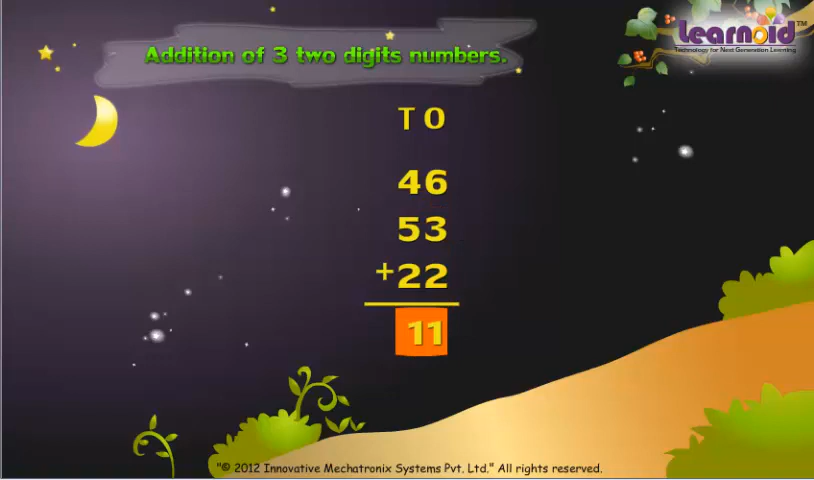 Learnoid™
Technology for Next Generation Learning
Addition of 3 two digits numbers.
T O
46
53
+22
11
"© 2012 Innovative Mechatronix Systems Pvt. Ltd." All rights reserved.